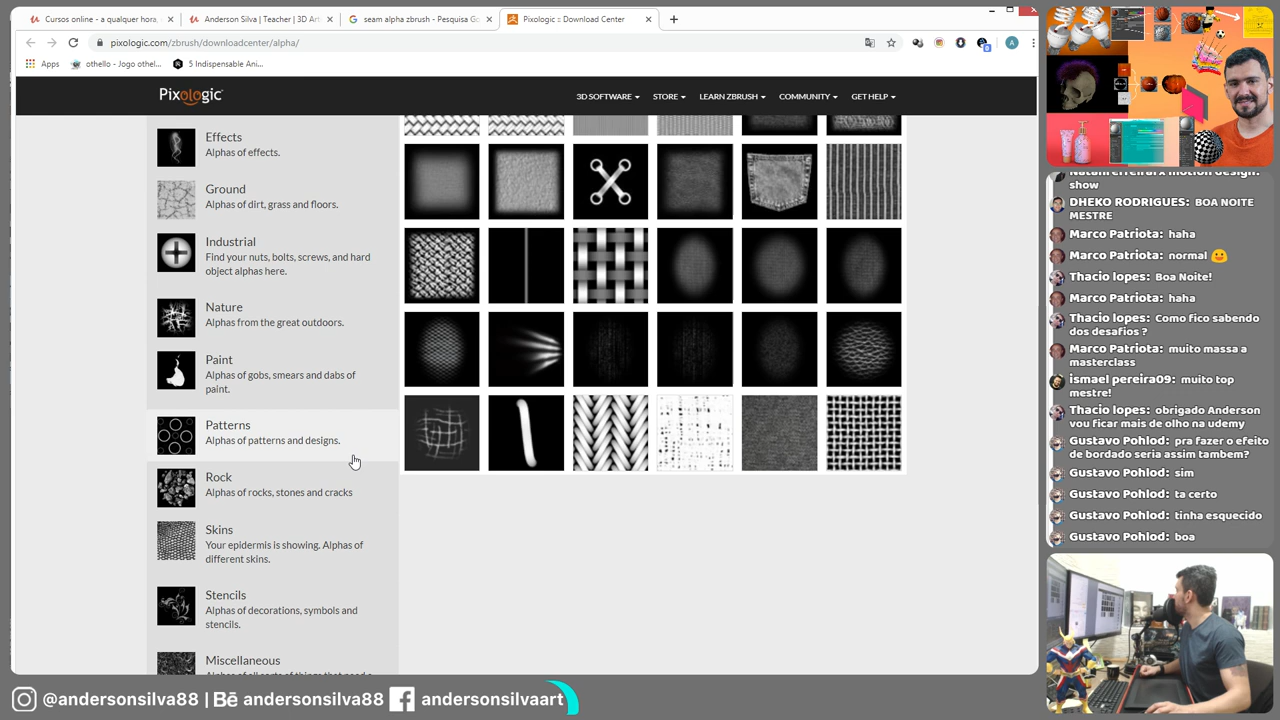 Cursos online - a qualquer hora,
Anderson Silva | Teacher | 3D Art
seam alpha zbrush - Pesquisa Go
Pixologic :: Download Center
pixologic.com/zbrush/downloadcenter/alpha/
Apps
othello - Jogo othel...
5 Indispensable Ani...
Pixologic
3D SOFTWARE
STORE
LEARN ZBRUSH
COMMUNITY
GET HELP
Effects
Alphas of effects.
Ground
Alphas of dirt, grass and floors.
Industrial
Find your nuts, bolts, screws, and hard
object alphas here.
Nature
Alphas from the great outdoors.
Paint
Alphas of gobs, smears and dabs of
paint.
Patterns
Alphas of patterns and designs.
Rock
Alphas of rocks, stones and cracks
Skins
Your epidermis is showing. Alphas of
different skins.
Stencils
Alphas of decorations, symbols and
stencils.
Miscellaneous
show
DHEKO RODRIGUES: BOA NOITE
MESTRE
Marco Patriota: haha
Marco Patriota: normal
Thacio lopes: Boa Noite!
Marco Patriota: haha
Thacio lopes: Como fico sabendo
dos desafios ?
Marco Patriota: muito massa a
masterclass
ismael pereira09: muito top
mestre!
Thacio lopes: obrigado Anderson
vou ficar mais de olho na udemy
Gustavo Pohlod: pra fazer o efeito
de bordado seria assim tambem?
Gustavo Pohlod: sim
Gustavo Pohlod: ta certo
Gustavo Pohlod: tinha esquecido
Gustavo Pohlod: boa
@andersonsilva88 | Bē andersonsilva88 andersonsilvaart